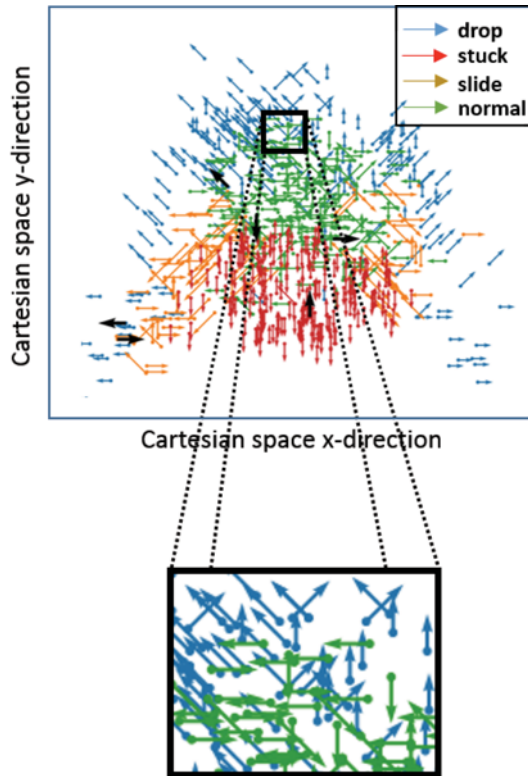 drop
stuck
slide
normal
Cartesian space y-direction
Cartesian space x-direction